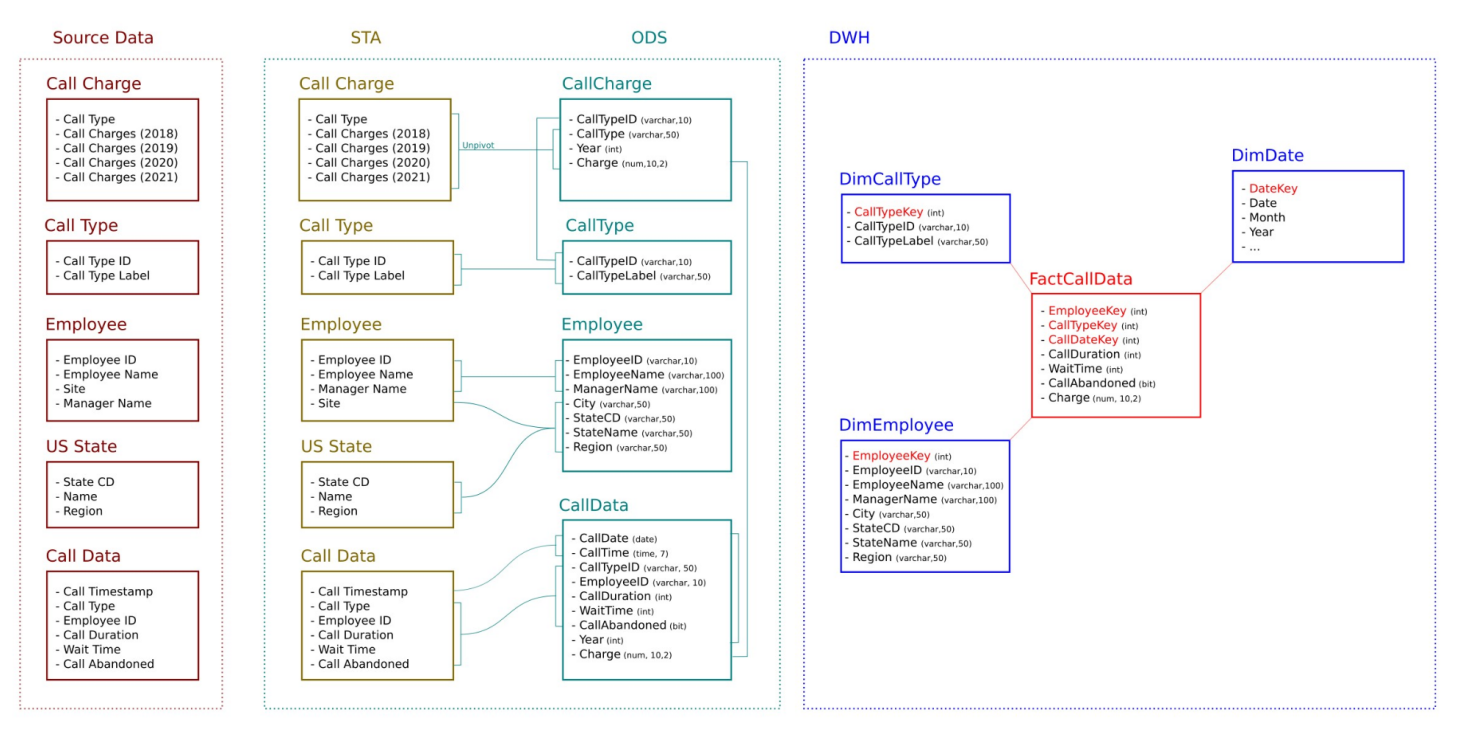 Source Data
STA
ODS
DWH
Call Charge
- Call Type
- Call Charges (2018)
- Call Charges (2019)
- Call Charges (2020)
- Call Charges (2021)
Call Type
- Call Type ID
- Call Type Label
Employee
- Employee ID
- Employee Name
- Site
- Manager Name
US State
- State CD
- Name
- Region
Call Data
- Call Timestamp
- Call Type
- Employee ID
- Call Duration
- Wait Time
- Call Abandoned
Call Charge
- Call Type
- Call Charges (2018)
- Call Charges (2019)
- Call Charges (2020)
- Call Charges (2021)
Unpivot
Call Type
- Call Type ID
- Call Type Label
Employee
- Employee ID
- Employee Name
- Manager Name
- Site
US State
- State CD
- Name
- Region
Call Data
- Call Timestamp
- Call Type
- Employee ID
- Call Duration
- Wait Time
- Call Abandoned
CallCharge
- CallTypeID (varchar,10)
- CallType (varchar,50)
- Year (int)
- Charge (num,10,2)
CallType
- CallTypeID (varchar,10)
- CallTypeLabel (varchar,50)
Employee
- EmployeeID (varchar,10)
- EmployeeName (varchar,100)
- ManagerName (varchar,100)
- City (varchar,50)
- StateCD (varchar,50)
- StateName (varchar,50)
- Region (varchar,50)
CallData
- CallDate (date)
- CallTime (time, 7)
- CallTypeID (varchar, 50)
- EmployeeID (varchar, 10)
- CallDuration (int)
- WaitTime (int)
- CallAbandoned (bit)
- Year (int)
- Charge (num, 10,2)
DimCallType
- CallTypeKey (int)
- CallTypeID (varchar,10)
- CallTypeLabel (varchar,50)
DimEmployee
- EmployeeKey (int)
- EmployeeID (varchar,10)
- EmployeeName (varchar,100)
- ManagerName (varchar,100)
- City (varchar,50)
- StateCD (varchar,50)
- StateName (varchar,50)
- Region (varchar,50)
FactCallData
- EmployeeKey (int)
- CallTypeKey (int)
- CallDateKey (int)
- CallDuration (int)
- WaitTime (int)
- CallAbandoned (bit)
- Charge (num, 10,2)
DimDate
- DateKey
- Date
- Month
- Year
- ...